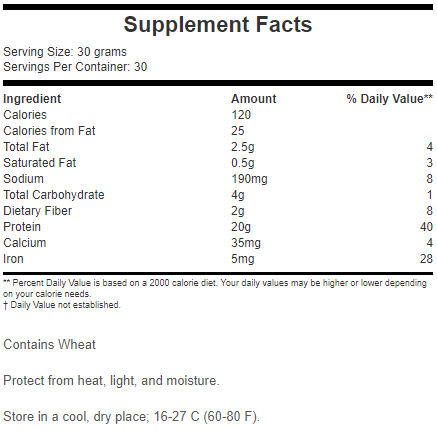 Supplement Facts
Serving Size: 30 grams
Servings Per Container: 30
Ingredient Amount % Daily Value**
Calories 120
Calories from Fat 25
Total Fat 2.5g 4
Saturated Fat 0.5g 3
Sodium 190mg 8
Total Carbohydrate 4g 1
Dietary Fiber 2g 8
Protein 20g 40
Calcium 35mg 4
Iron 5mg 28
** Percent Daily Value is based on a 2000 calorie diet. Your daily values may be higher or lower depending
on your calorie needs.
† Daily Value not established.
Contains Wheat
Protect from heat, light, and moisture.
Store in a cool, dry place; 16-27 C (60-80 F).